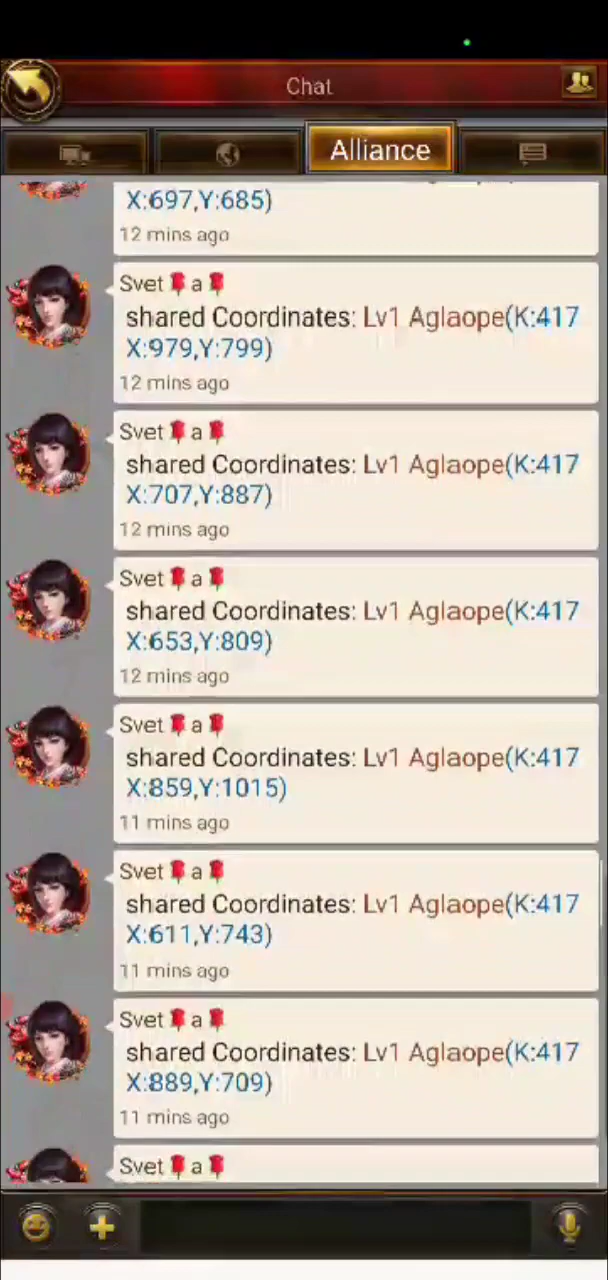 Chat
Alliance
X:697,Y:685)
12 mins ago
Svet🌹a🌹
shared Coordinates: Lv1 Aglaope(K:417
X:979,Y:799)
12 mins ago
Svet🌹a🌹
shared Coordinates: Lv1 Aglaope(K:417
X:707,Y:887)
12 mins ago
Svet🌹a🌹
shared Coordinates: Lv1 Aglaope(K:417
X:653,Y:809)
12 mins ago
Svet🌹a🌹
shared Coordinates: Lv1 Aglaope(K:417
X:859,Y:1015)
11 mins ago
Svet🌹a🌹
shared Coordinates: Lv1 Aglaope(K:417
X:611,Y:743)
11 mins ago
Svet🌹a🌹
shared Coordinates: Lv1 Aglaope(K:417
X:889,Y:709)
11 mins ago
Svet🌹a🌹